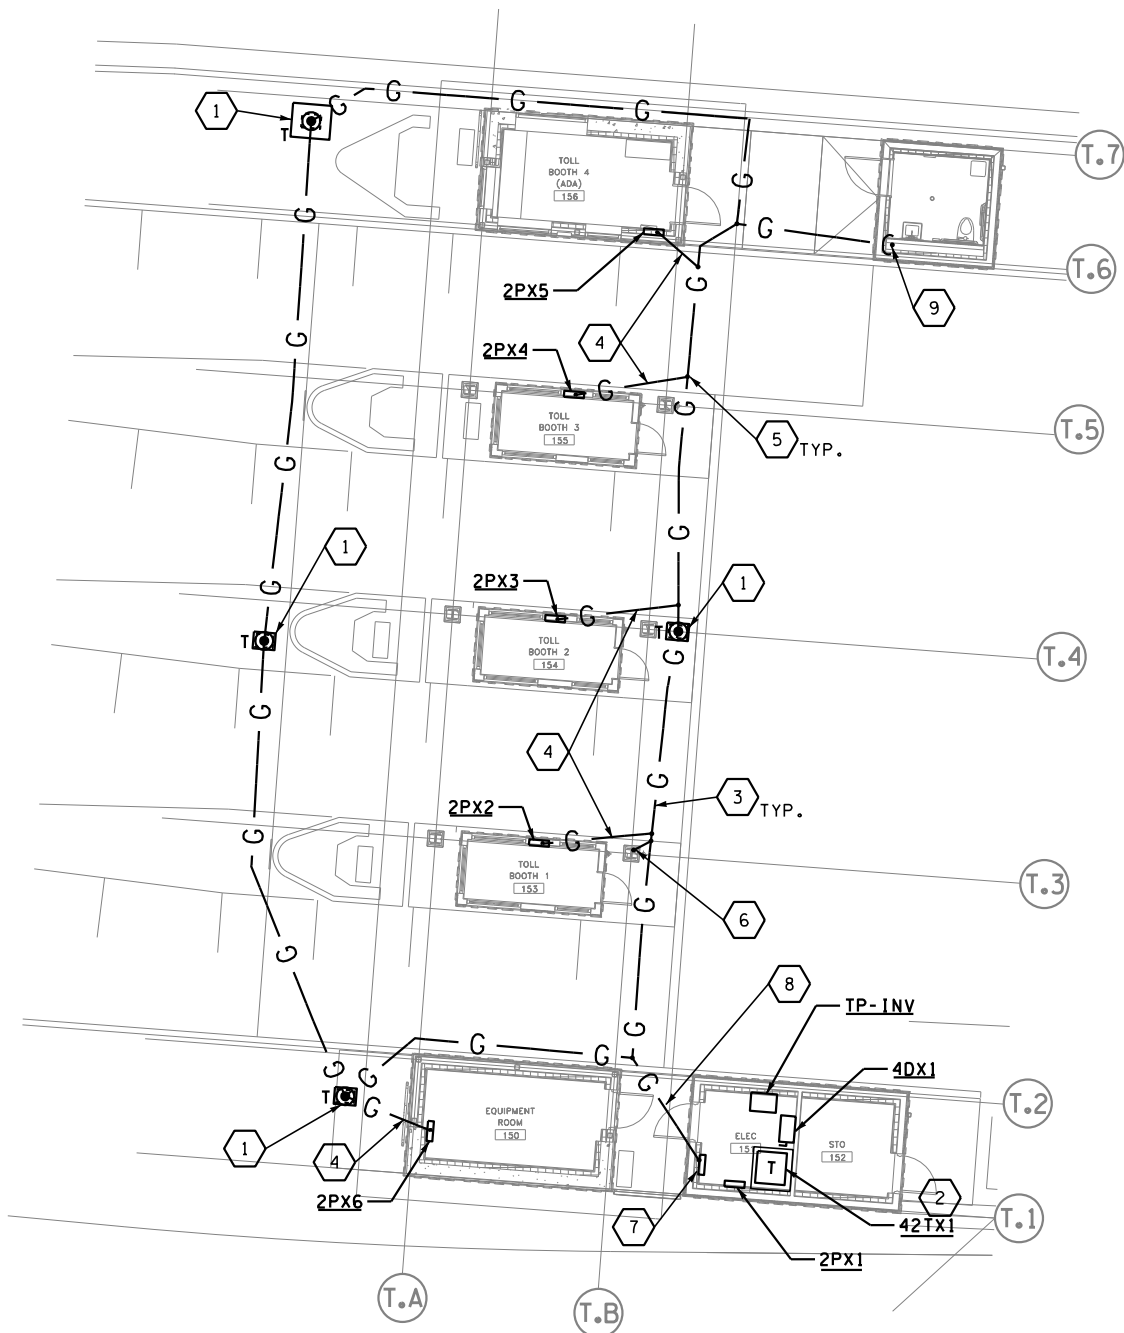 1
G
G
G
G
T
T.7
TOLL
BOOTH 4
(ADA)
156
G
G
G
G
T.6
2PX5
G
9
G
4
2PX4
G
G
T.5
TOLL
BOOTH 3
155
5 TYP.
G
G
1
1
2PX3
G
G
T
T
TOLL
BOOTH 2
154
G
T.4
G
4
G
3 TYP.
2PX2
G
G
TOLL
BOOTH 1
153
T.3
G
6
G
8
TP-INV
G
G
G
4DX1
G
G
G
T
G
T.2
EQUIPMENT
ROOM
150
ELEC
STO
152
T
1
4
2PX6
7
2
42TX1
T.1
2PX1
T.A
T.B